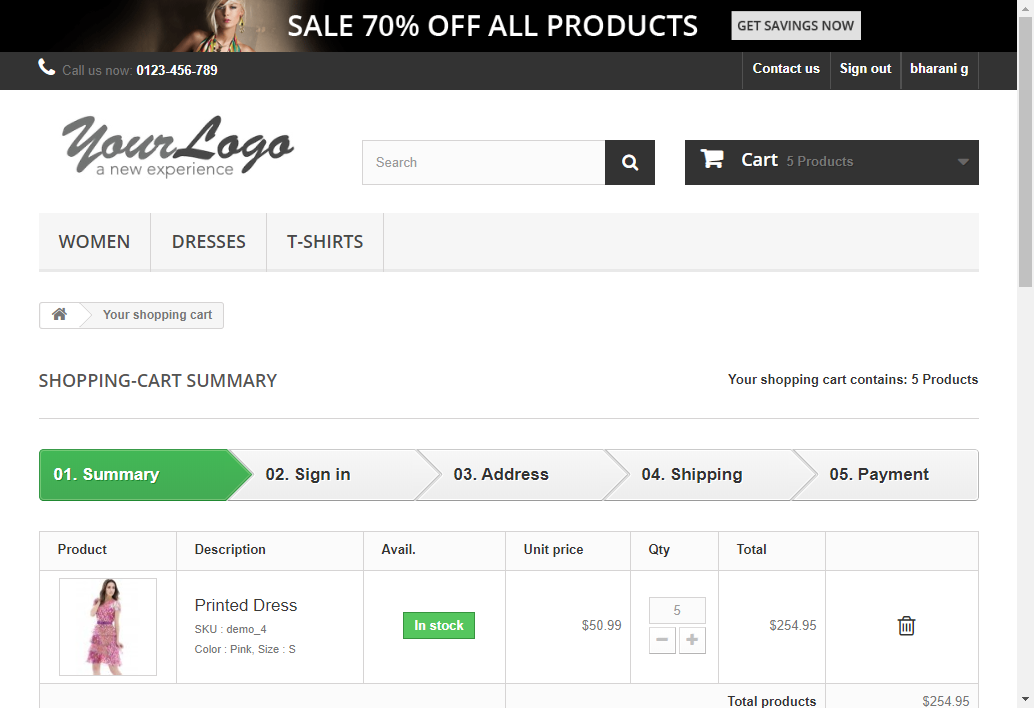 SALE 70% OFF ALL PRODUCTS GET SAVINGS NOW
Call us now: 0123-456-789 Contact us Sign out bharani g
YourLogo
a new experience
Search Cart 5 Products
WOMEN DRESSES T-SHIRTS
Your shopping cart
SHOPPING-CART SUMMARY Your shopping cart contains: 5 Products
01. Summary 02. Sign in 03. Address 04. Shipping 05. Payment
Product Description Avail. Unit price Qty Total
Printed Dress
SKU : demo_4
Color : Pink, Size : S
In stock $50.99 5 $254.95
Total products $254.95